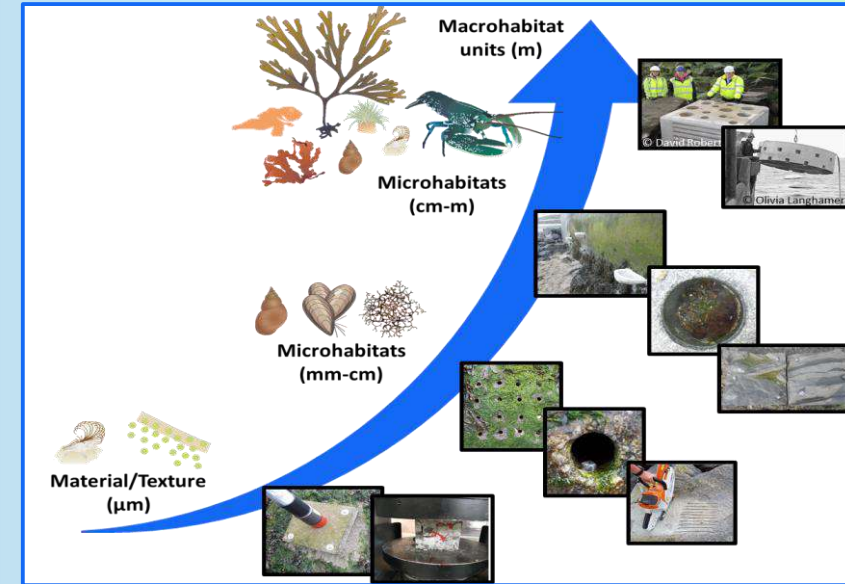 Macrohabitat
units (m)
© David Robert
© Olivia Langhamer
Microhabitats
(cm-m)
Microhabitats
(mm-cm)
Material/Texture
(µm)